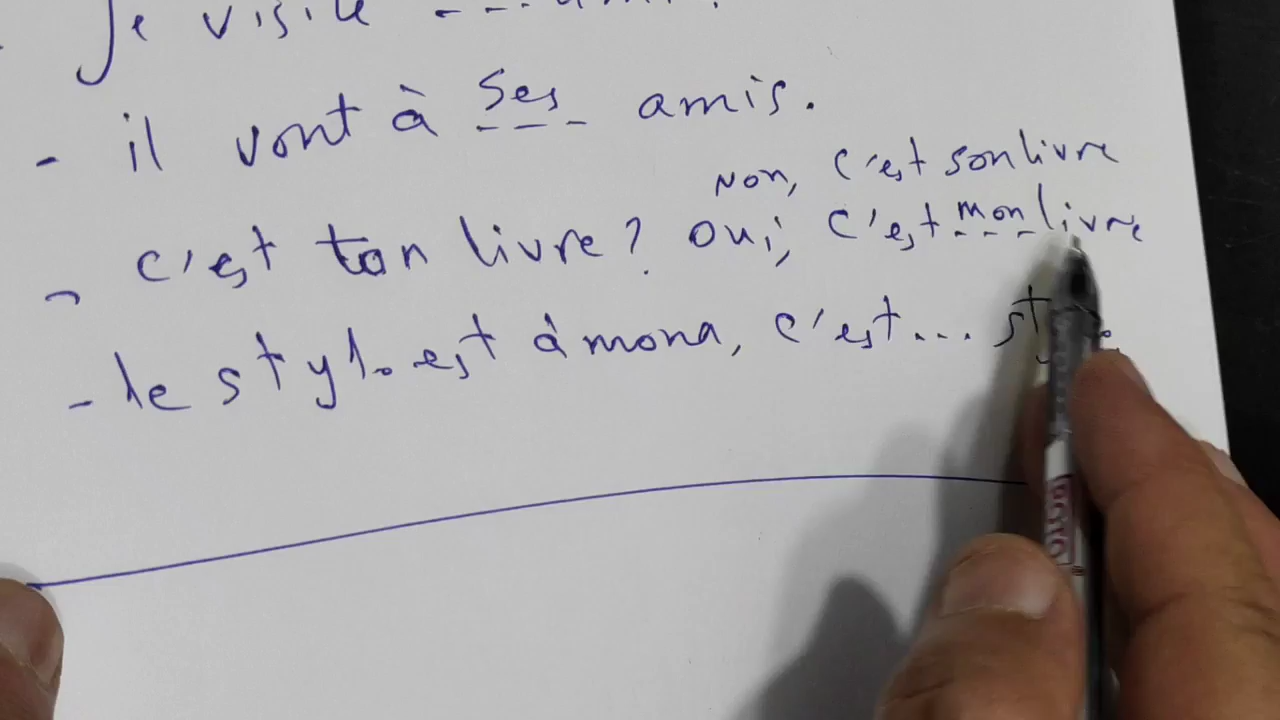 Je visite
- il vont à ses amis.
Non, c'est son livre
- c'est ton livre? oui, c'est mon livre
- le stylo est à mona, c'est ...